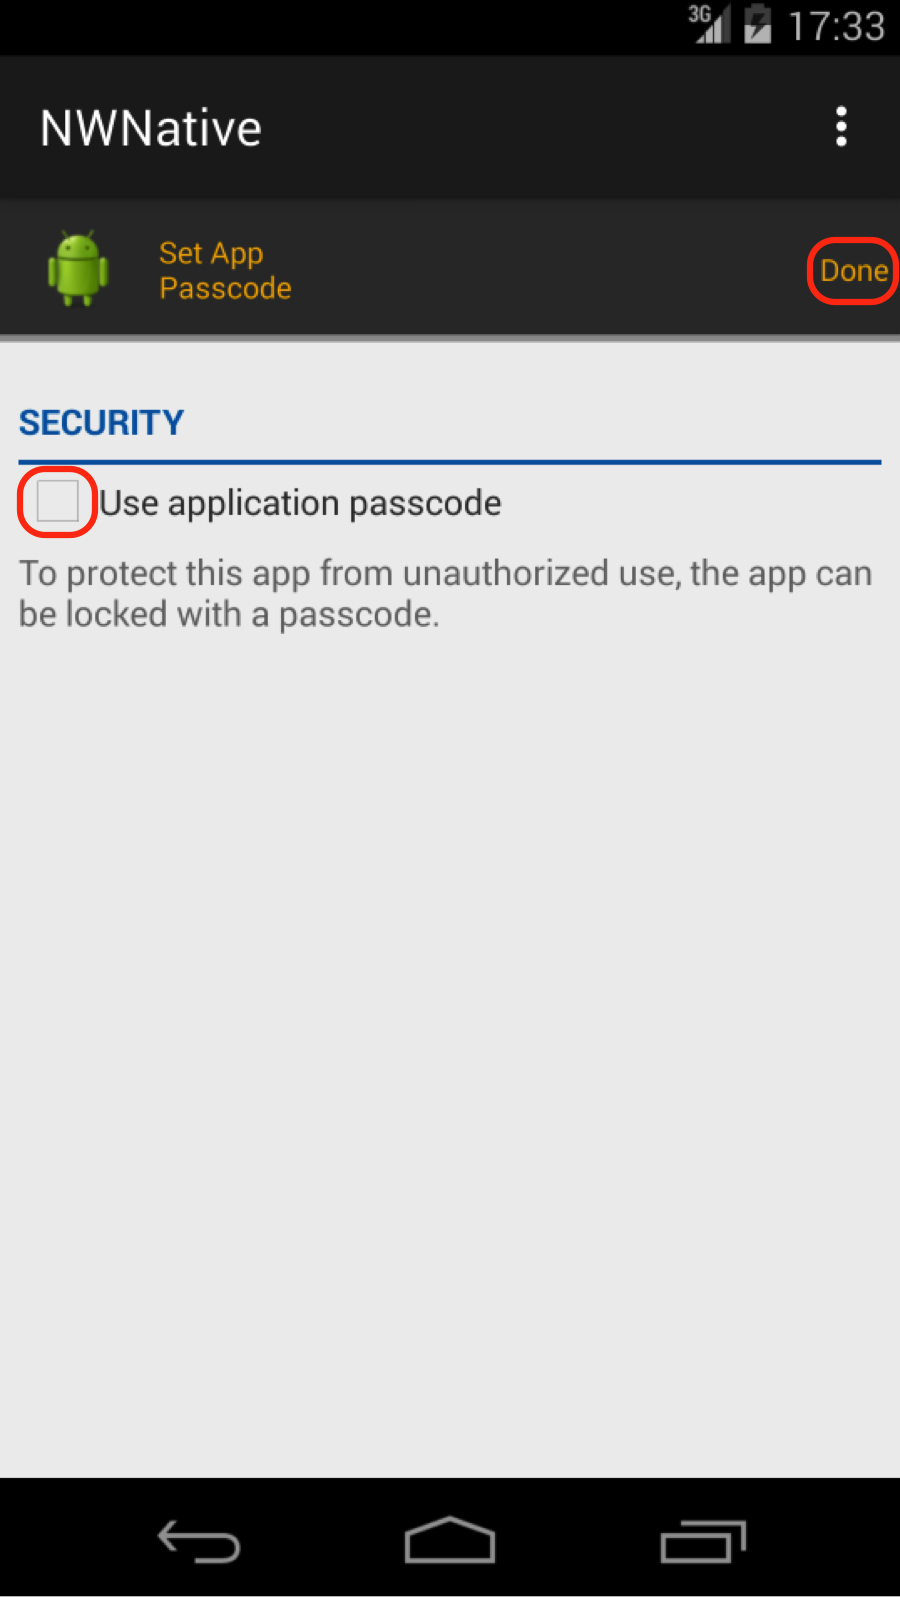 3G 17:33
NWNative
Set App
Passcode
Done
SECURITY
Use application passcode
To protect this app from unauthorized use, the app can
be locked with a passcode.